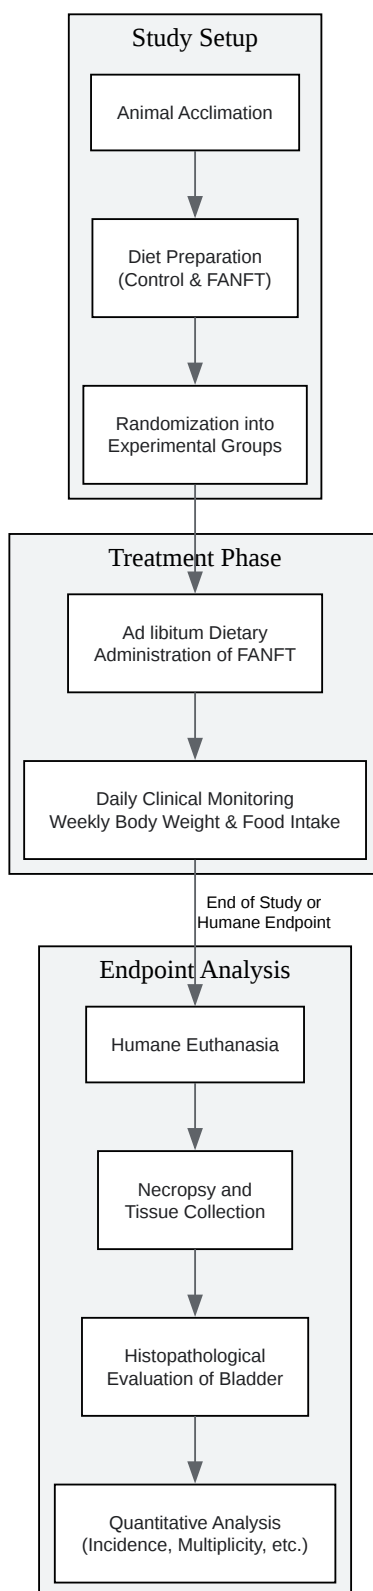 Study Setup
Animal Acclimation
Diet Preparation
(Control & FANFT)
Randomization into
Experimental Groups
Treatment Phase
Ad libitum Dietary
Administration of FANFT
Daily Clinical Monitoring
Weekly Body Weight & Food Intake
End of Study or
Humane Endpoint
Endpoint Analysis
Humane Euthanasia
Necropsy and
Tissue Collection
Histopathological
Evaluation of Bladder
Quantitative Analysis
(Incidence, Multiplicity, etc.)